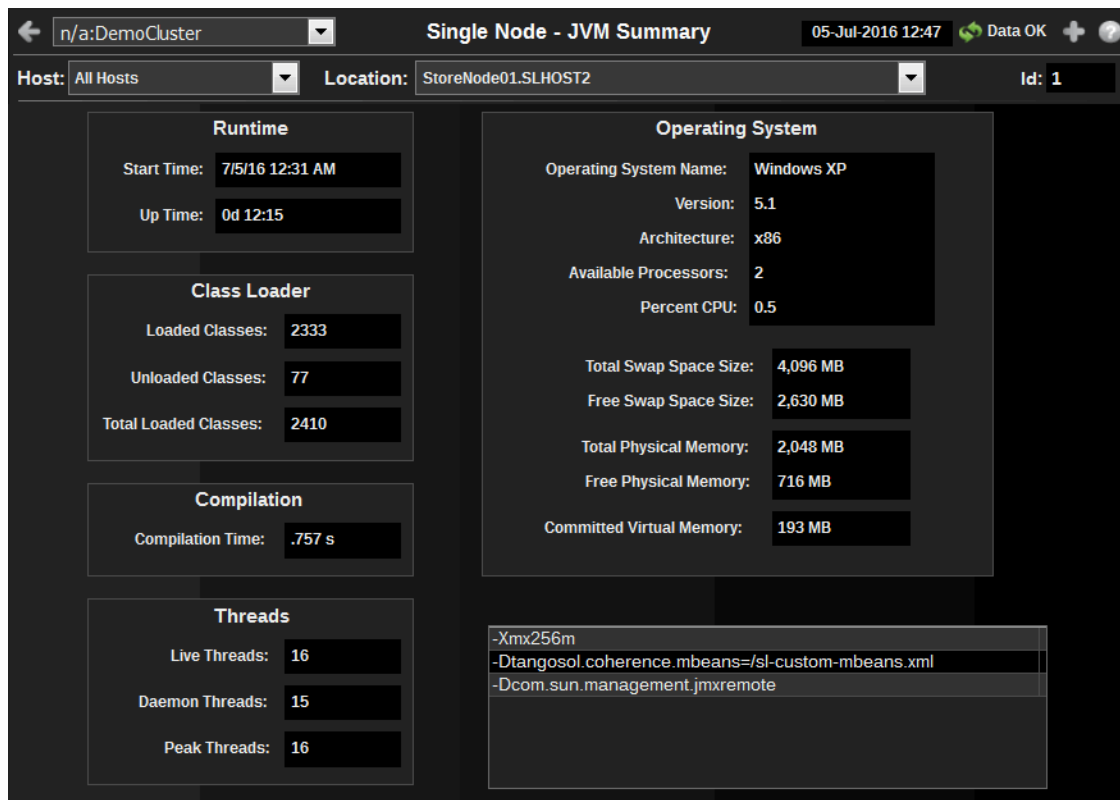 n/a:DemoCluster
Single Node - JVM Summary
05-Jul-2016 12:47
Data OK
?
Host: All Hosts
Location: StoreNode01.SLHOST2
Id: 1
Runtime
Start Time: 7/5/16 12:31 AM
Up Time: 0d 12:15
Class Loader
Loaded Classes: 2333
Unloaded Classes: 77
Total Loaded Classes: 2410
Compilation
Compilation Time: .757 s
Threads
Live Threads: 16
Daemon Threads: 15
Peak Threads: 16
Operating System
Operating System Name: Windows XP
Version: 5.1
Architecture: x86
Available Processors: 2
Percent CPU: 0.5
Total Swap Space Size: 4,096 MB
Free Swap Space Size: 2,630 MB
Total Physical Memory: 2,048 MB
Free Physical Memory: 716 MB
Committed Virtual Memory: 193 MB
-Xmx256m
-Dtangosol.coherence.mbeans=/sl-custom-mbeans.xml
-Dcom.sun.management.jmxremote